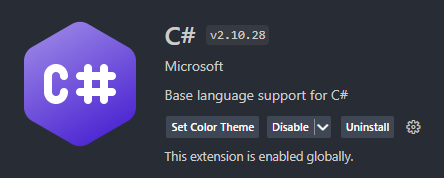 C#
C# v2.10.28
Microsoft
Base language support for C#
Set Color Theme Disable Uninstall
This extension is enabled globally.